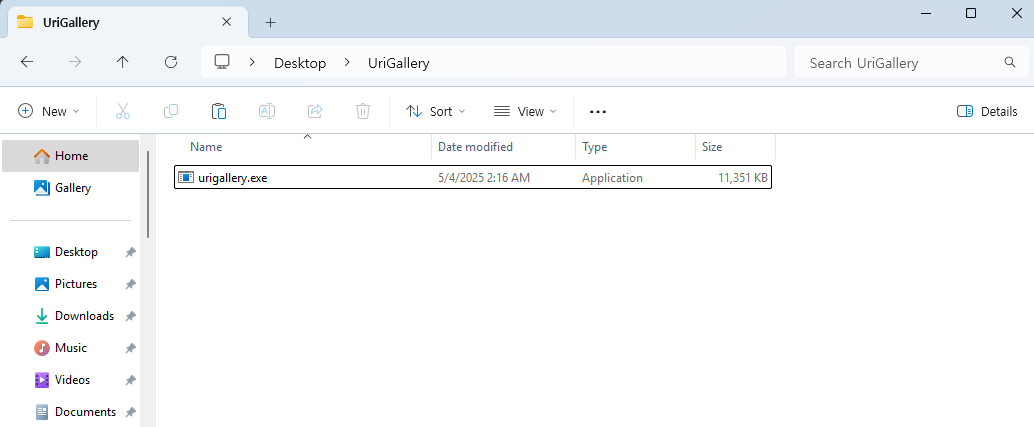 UriGallery
Desktop UriGallery Search UriGallery
New Sort View Details
Name Date modified Type Size
urigallery.exe 5/4/2025 2:16 AM Application 11,351 KB
Home
Gallery
Desktop
Pictures
Downloads
Music
Videos
Documents